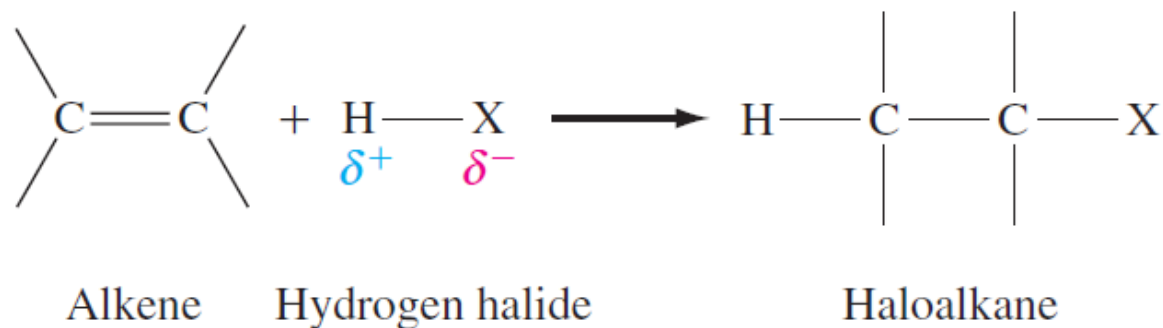 C C + H X H C C X
δ+ δ−
Alkene Hydrogen halide Haloalkane